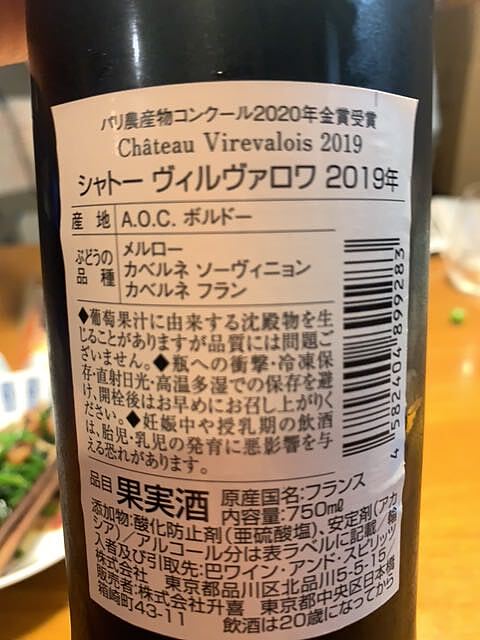 パリ農産物コンクール2020年金賞受賞
Château Virevalois 2019
シャトー ヴィルヴァロワ 2019年
産地 A.O.C. ボルドー
ぶどうの品種 メルロー
カベルネ ソーヴィニョン
カベルネ フラン
◆葡萄果汁に由来する沈殿物を生
じることがありますが品質には問題ご
ざいません。◆瓶への衝撃・冷凍保
存・直射日光・高温多湿での保存を避
け、開栓後はお早めにお召し上がりく
ださい。◆妊娠中や授乳期の飲酒
は、胎児・乳児の発育に悪影響を与
える恐れがあります。
4 582404 899283
品目 果実酒 原産国名:フランス
内容量:750mℓ
添加物:酸化防止剤(亜硫酸塩)、安定剤(アカ
シア)/アルコール分は表ラベルに記載/輸
入者及び引取先:巴ワイン・アンド・スピリッツ
株式会社 東京都品川区北品川5-5-15
販売者:株式会社升喜 東京都中央区日本橋
箱崎町43-11 飲酒は20歳になってから